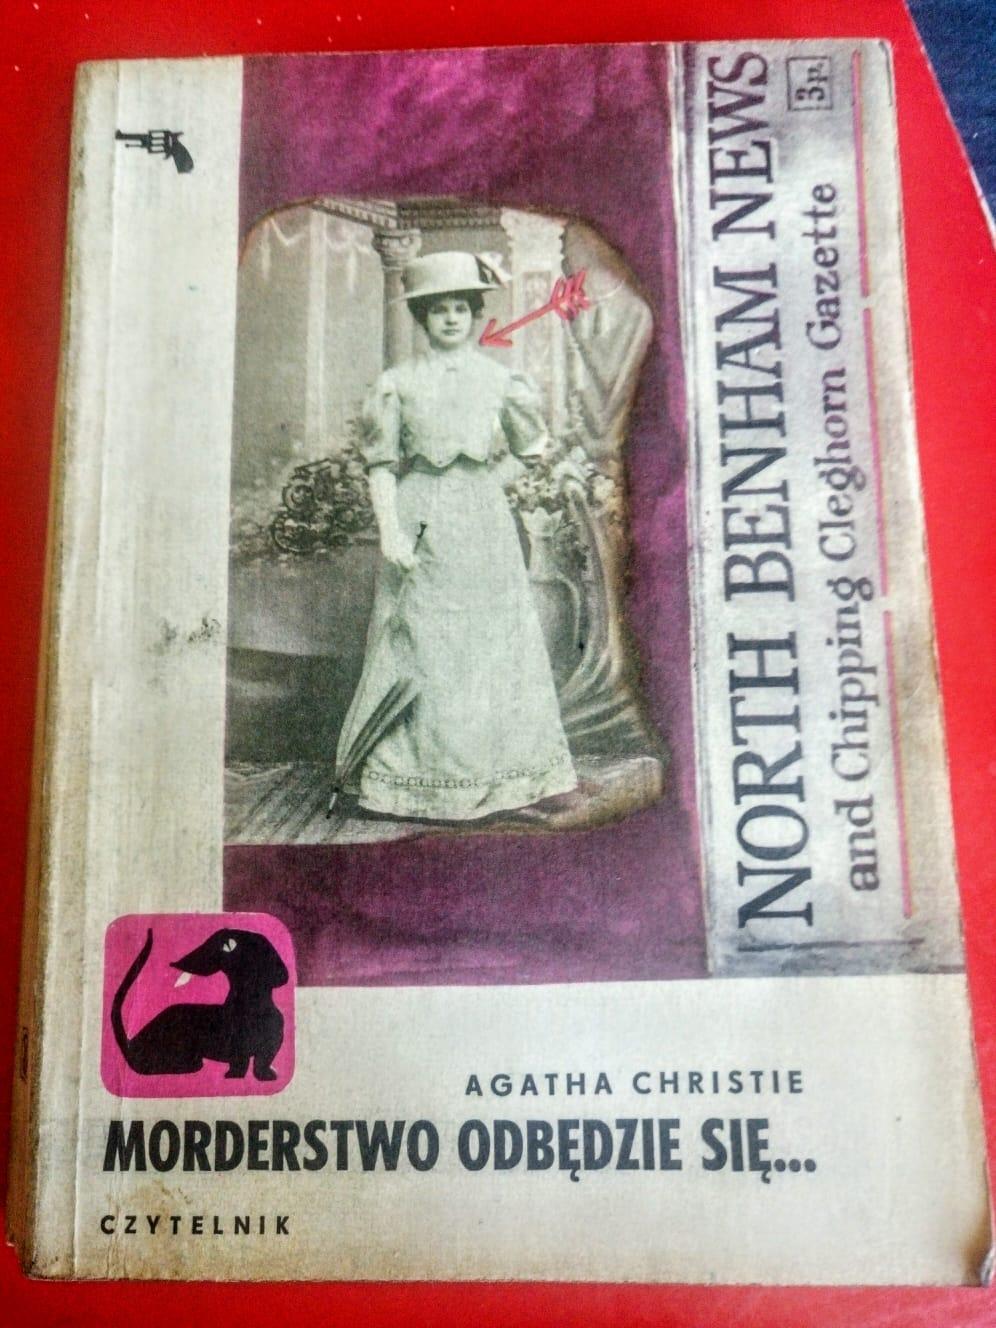 NORTH BENHAM NEWS
3p.
and Chipping Cleghorn Gazette
AGATHA CHRISTIE
MORDERSTWO ODBĘDZIE SIĘ...
CZYTELNIK